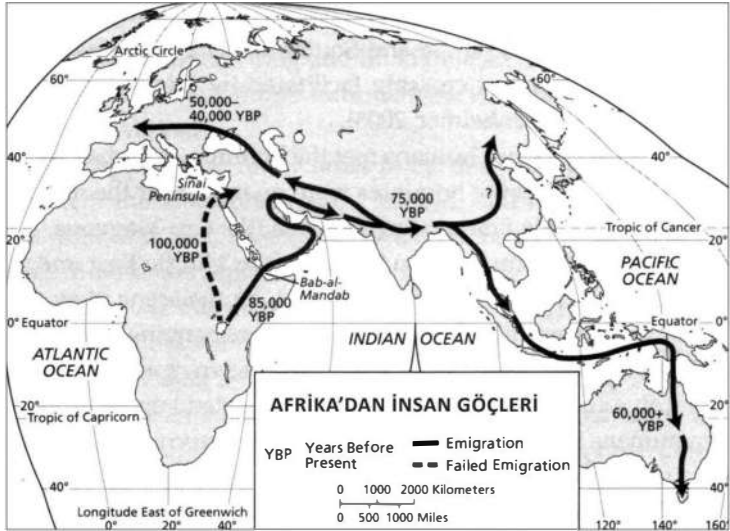 Arctic Circle
60°
60°
50,000–
40,000 YBP
40°
40°
Sinai
Peninsula
75,000
YBP
20°
Tropic of Cancer
20°
100,000
YBP
PACIFIC
OCEAN
Bab-al-
Mandab
85,000
YBP
0° Equator
INDIAN OCEAN
Equator
0°
ATLANTIC
OCEAN
20°
Tropic of Capricorn
60,000+
YBP
20°
40°
40°
AFRİKA'DAN İNSAN GÖÇLERİ
YBP Years Before
Present
Emigration
Failed Emigration
0 1000 2000 Kilometers
0 500 1000 Miles
Longitude East of Greenwich
0° 20° 40° 120° 140° 160°